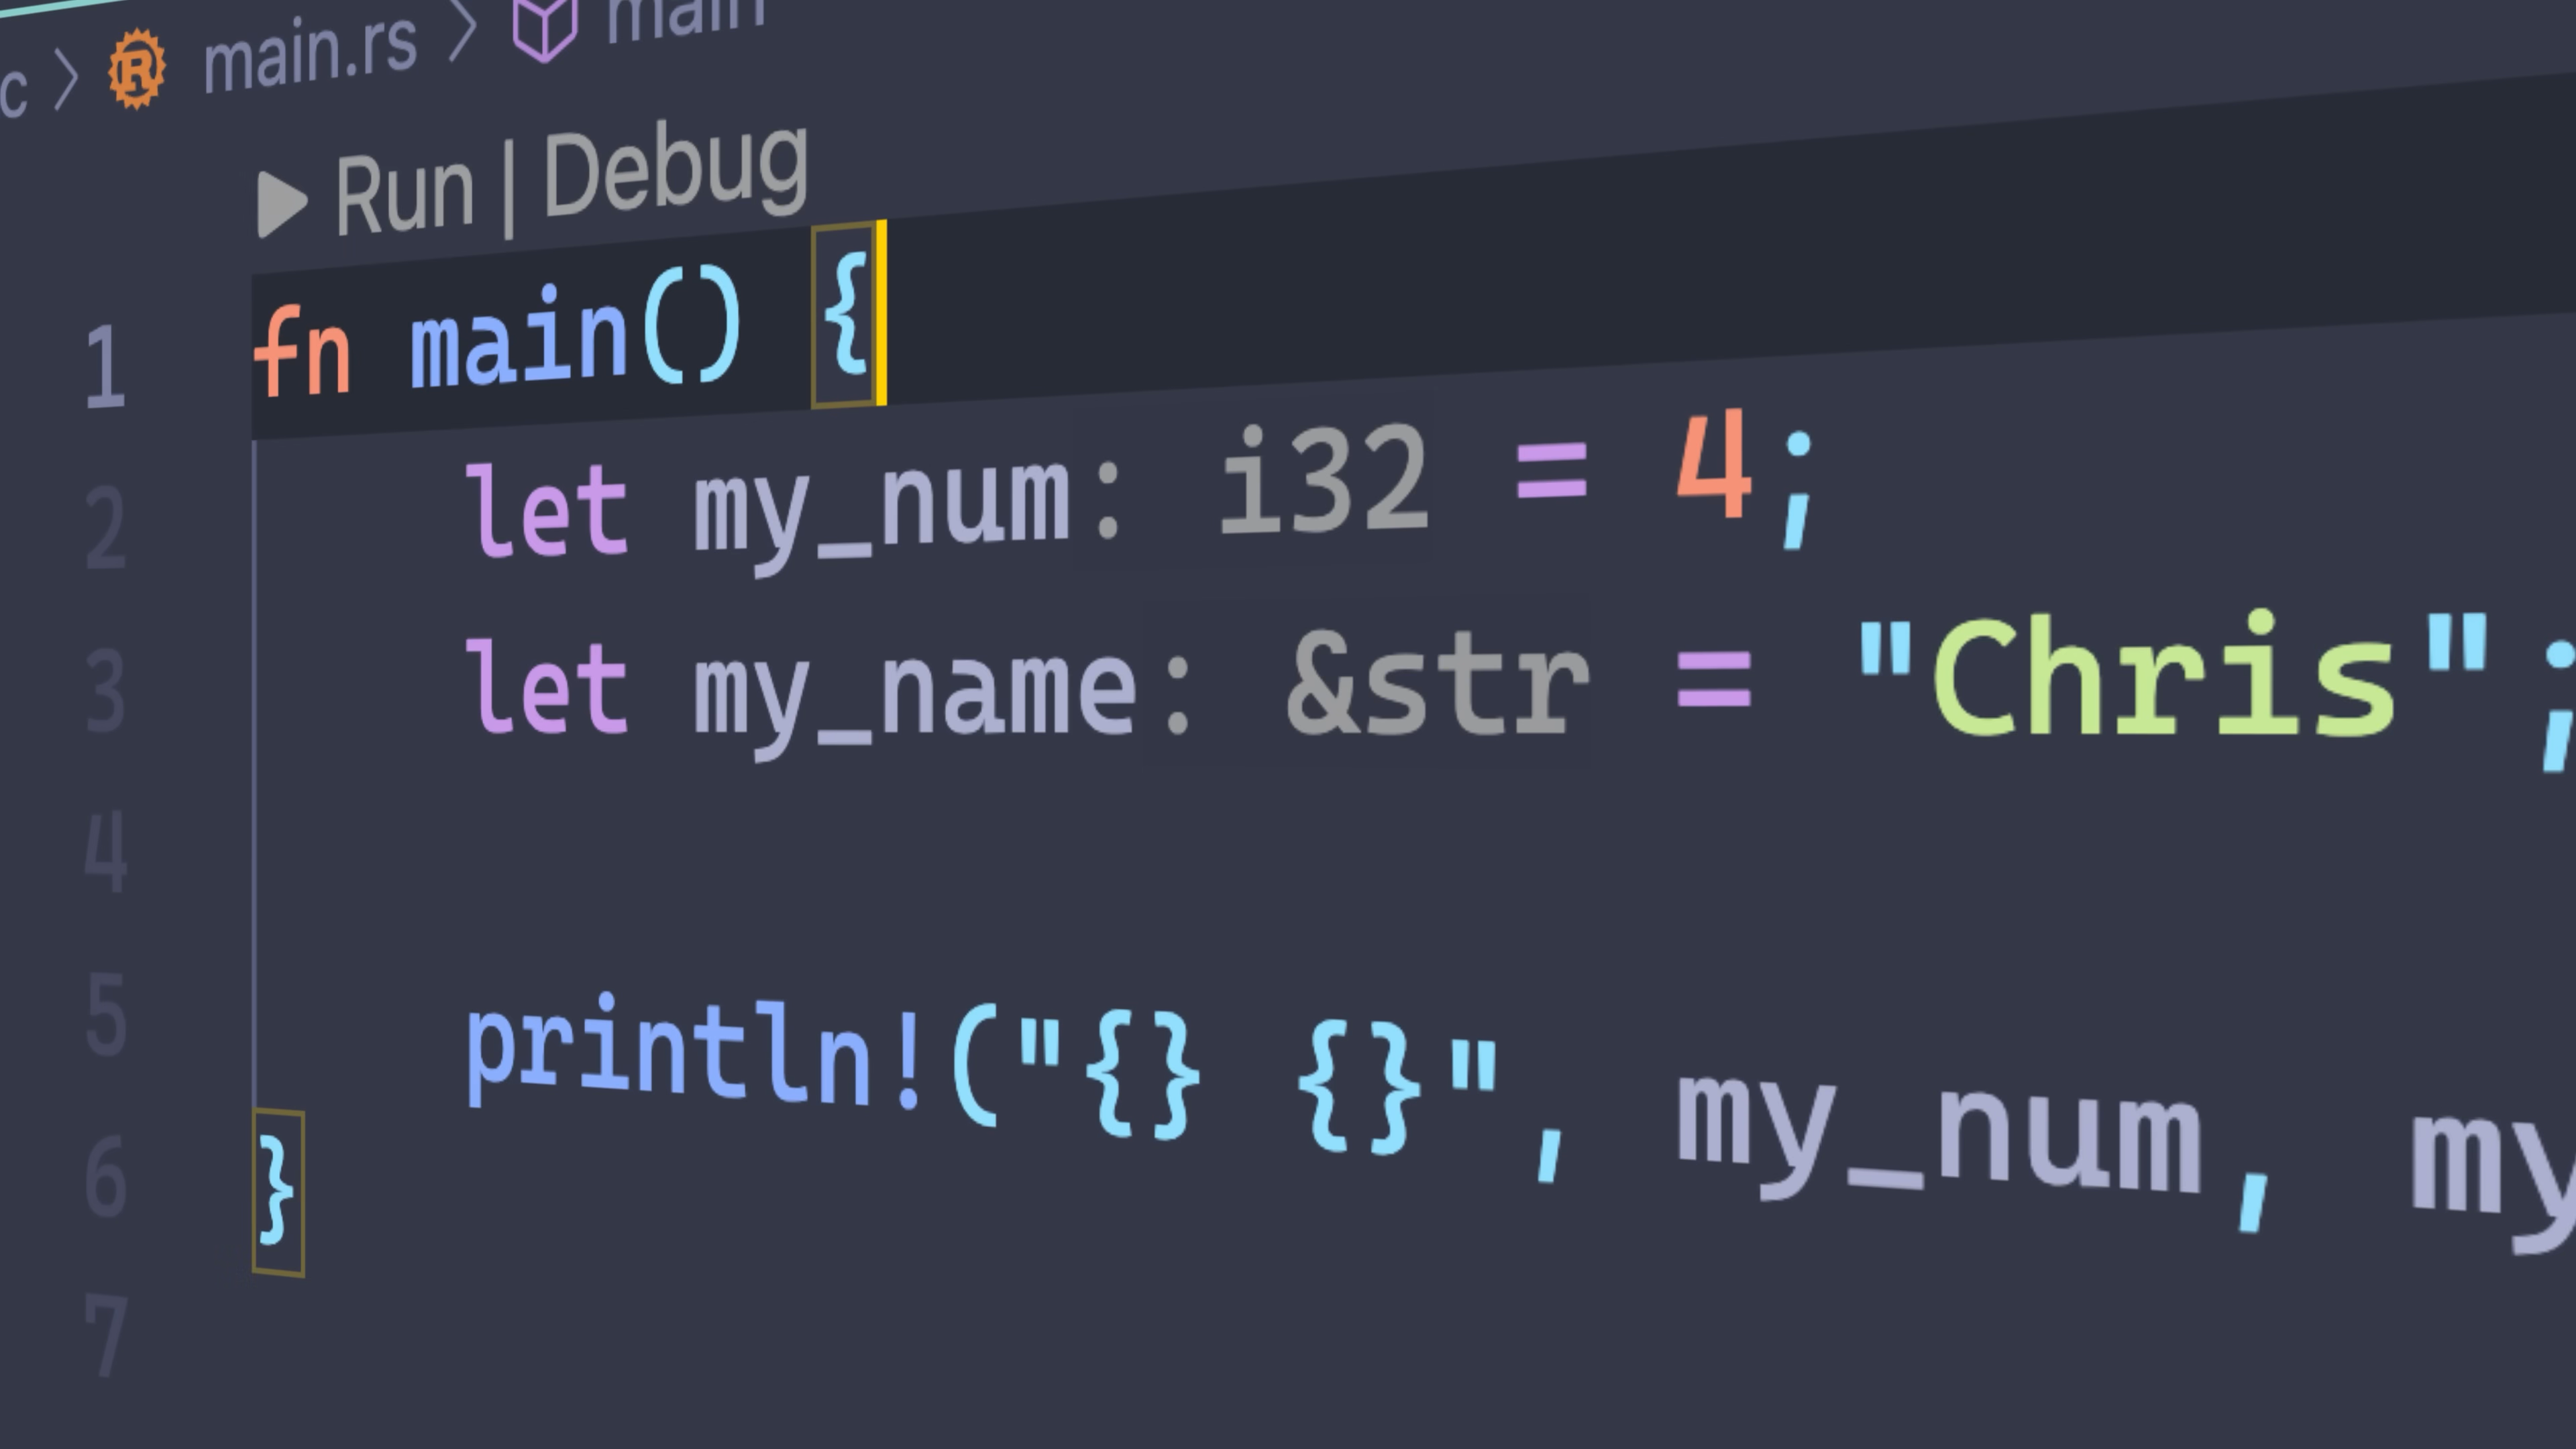 c > main.rs > main
Run | Debug
1 fn main() {
2 let my_num: i32 = 4;
3 let my_name: &str = "Chris";
4
5 println!("{} {}", my_num, my
6 }
7